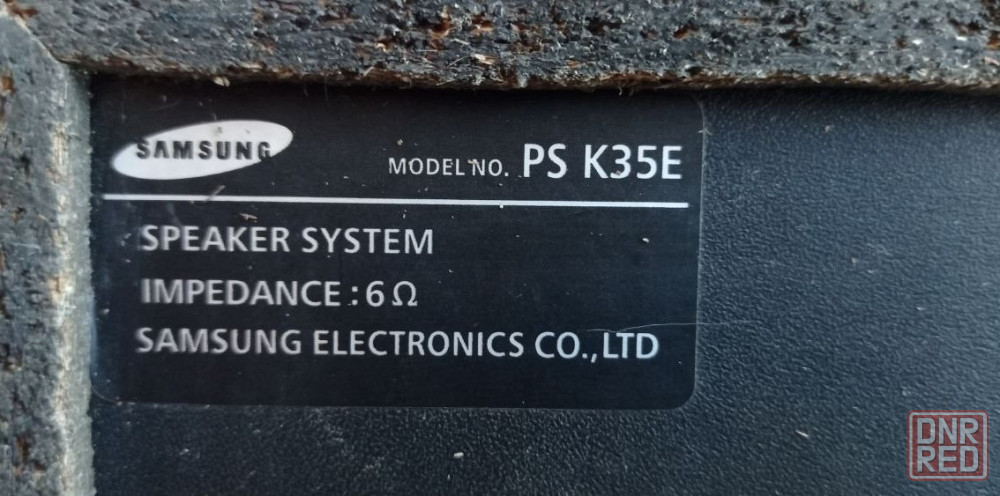 SAMSUNG
MODEL NO. PS K35E
SPEAKER SYSTEM
IMPEDANCE : 6 Ω
SAMSUNG ELECTRONICS CO.,LTD
DNR
RED